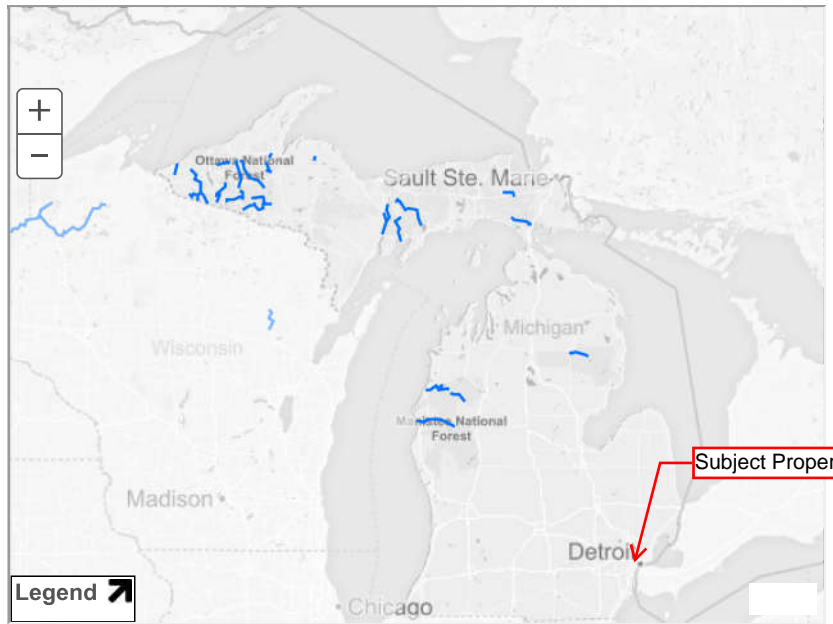 +
−
Ottawa National
Forest
Sault Ste. Marie
Michigan
Wisconsin
Manistee National
Forest
Subject Proper
Madison
Detroit
Legend
Chicago